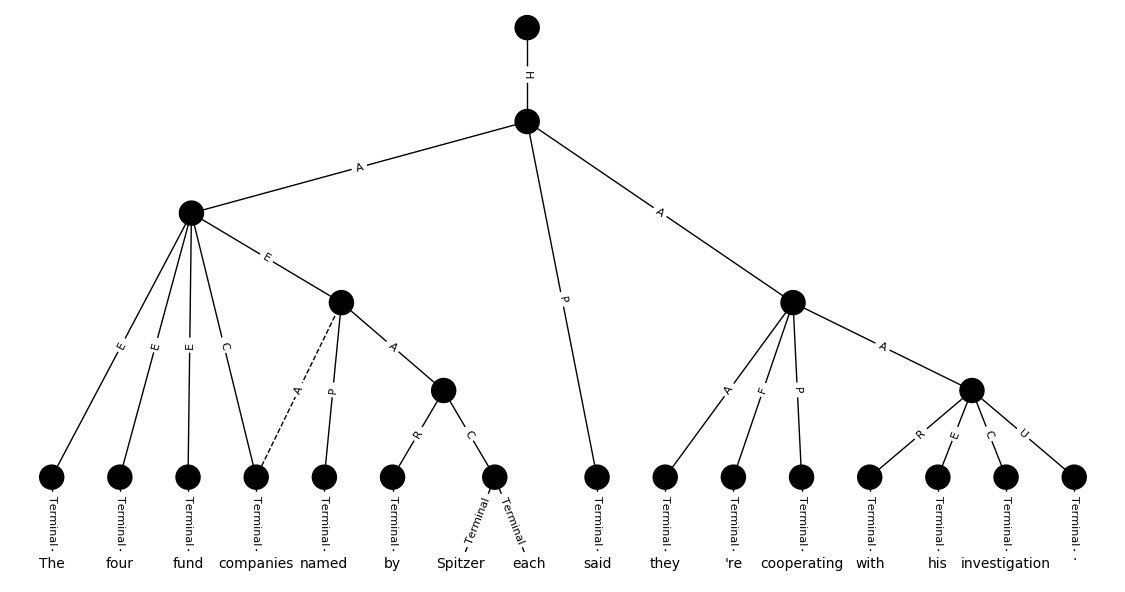 H
A
A
E
P
E
E
E
C
A
A
A
P
A
F
P
R
C
R
E
C
U
Terminal Terminal Terminal Terminal Terminal Terminal Terminal Terminal Terminal Terminal Terminal Terminal Terminal Terminal Terminal Terminal
The four fund companies named by Spitzer each said they 're cooperating with his investigation .